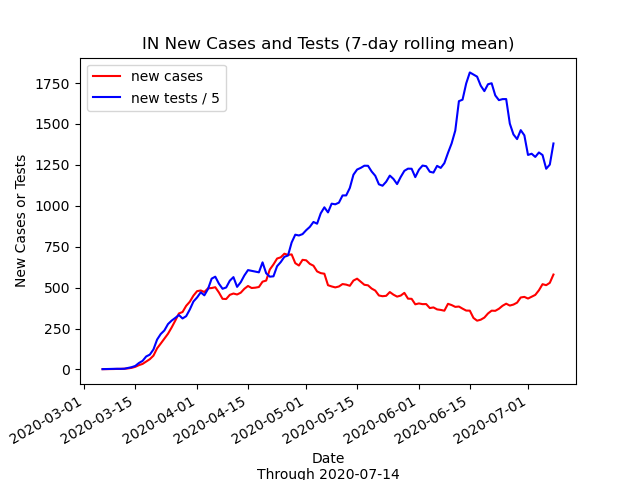 IN New Cases and Tests (7-day rolling mean)
new cases
new tests / 5
New Cases or Tests
1750
1500
1250
1000
750
500
250
0
2020-03-01
2020-03-15
2020-04-01
2020-04-15
2020-05-01
2020-05-15
2020-06-01
2020-06-15
2020-07-01
Date
Through 2020-07-14